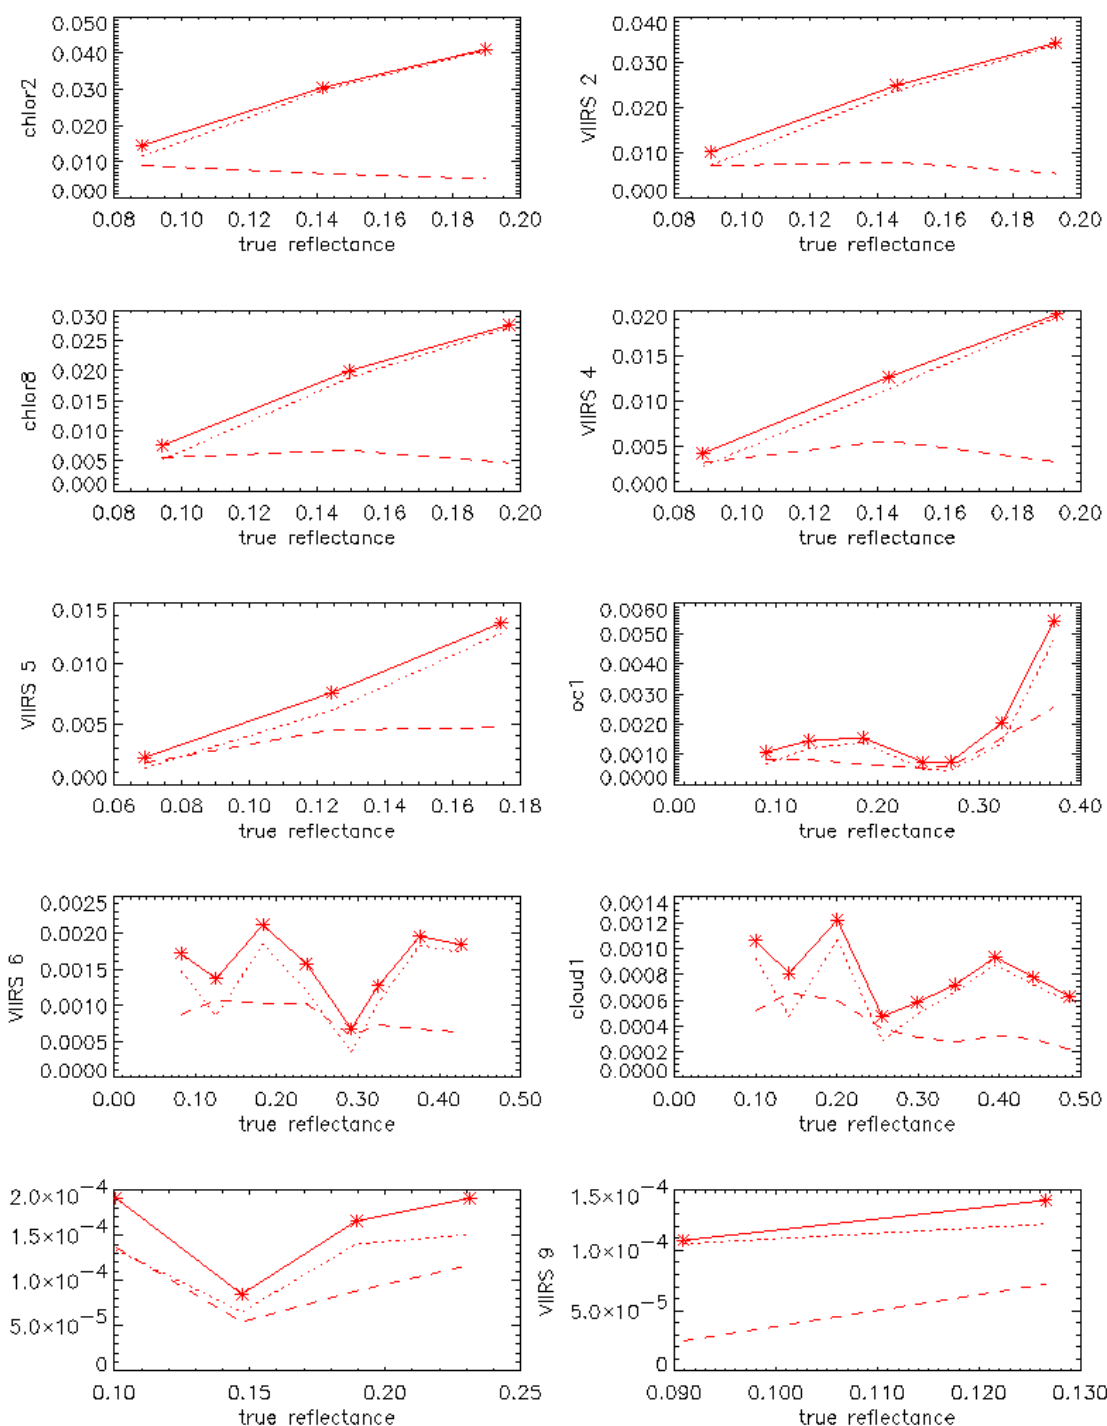 0.050
0.040
0.030
0.020
0.010
0.000
chlor2
0.08 0.10 0.12 0.14 0.16 0.18 0.20
true reflectance
0.040
0.030
0.020
0.010
0.000
VIIRS 2
0.08 0.10 0.12 0.14 0.16 0.18 0.20
true reflectance
0.030
0.025
0.020
0.015
0.010
0.005
0.000
chlor8
0.08 0.10 0.12 0.14 0.16 0.18 0.20
true reflectance
0.020
0.015
0.010
0.005
0.000
VIIRS 4
0.08 0.10 0.12 0.14 0.16 0.18 0.20
true reflectance
0.015
0.010
0.005
0.000
VIIRS 5
0.06 0.08 0.10 0.12 0.14 0.16 0.18
true reflectance
0.0060
0.0050
0.0040
0.0030
0.0020
0.0010
0.0000
oc1
0.00 0.10 0.20 0.30 0.40
true reflectance
0.0025
0.0020
0.0015
0.0010
0.0005
0.0000
VIIRS 6
0.00 0.10 0.20 0.30 0.40 0.50
true reflectance
0.0014
0.0012
0.0010
0.0008
0.0006
0.0004
0.0002
0.0000
cloud1
0.00 0.10 0.20 0.30 0.40 0.50
true reflectance
2.0×10⁻⁴
1.5×10⁻⁴
1.0×10⁻⁴
5.0×10⁻⁵
0
0.10 0.15 0.20 0.25
true reflectance
1.5×10⁻⁴
1.0×10⁻⁴
5.0×10⁻⁵
0
VIIRS 9
0.090 0.100 0.110 0.120 0.130
true reflectance